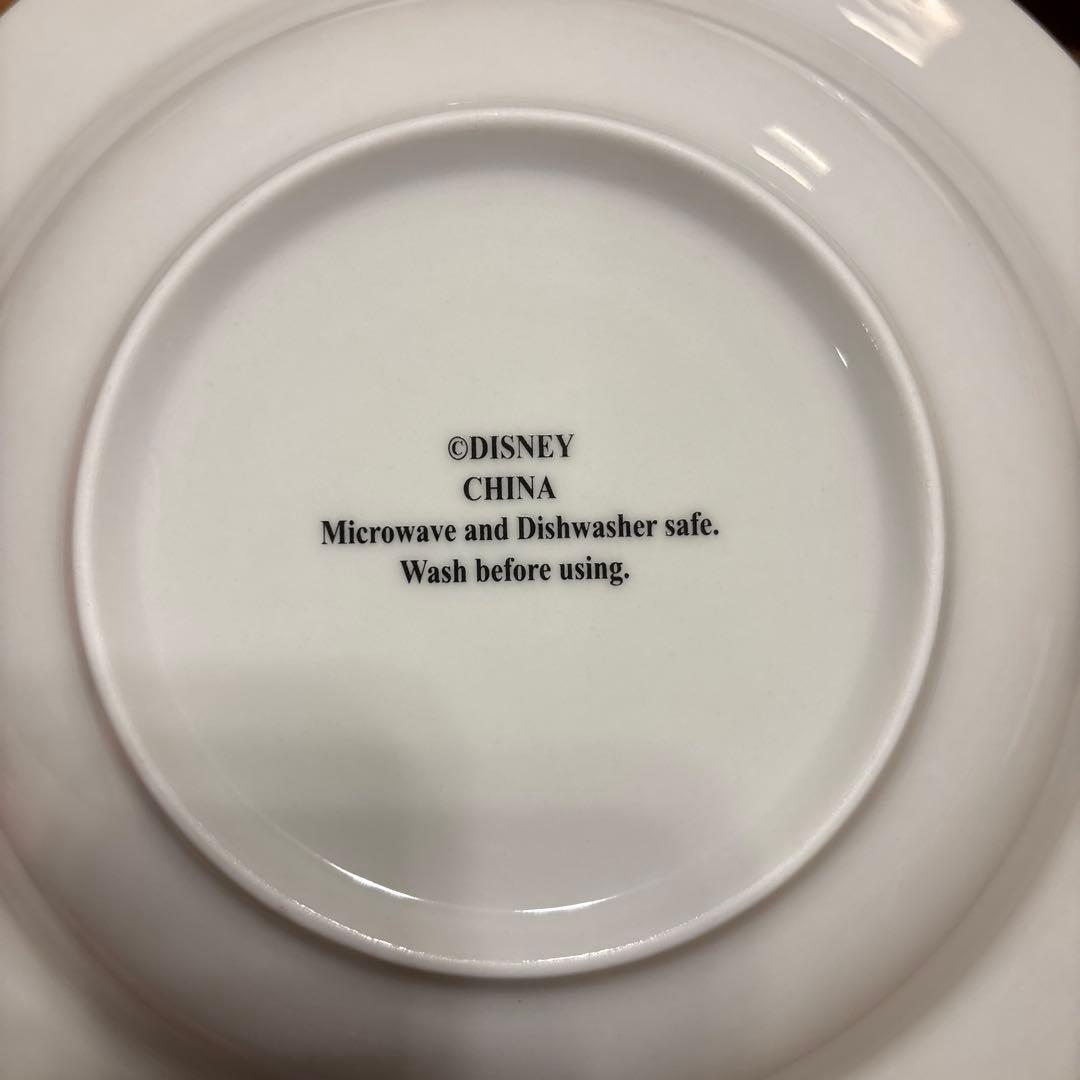 ©DISNEY
CHINA
Microwave and Dishwasher safe.
Wash before using.